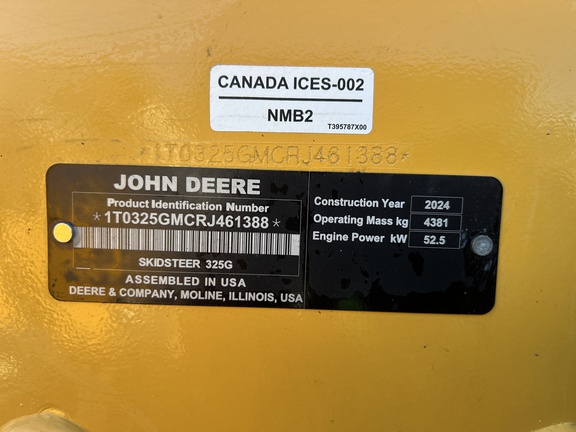 CANADA ICES-002
NMB2
T395787X00
*1T0325GMCRJ461388*
JOHN DEERE
Product Identification Number
*1T0325GMCRJ461388*
SKIDSTEER 325G
ASSEMBLED IN USA
DEERE & COMPANY, MOLINE, ILLINOIS, USA
Construction Year 2024
Operating Mass kg 4381
Engine Power kW 52.5